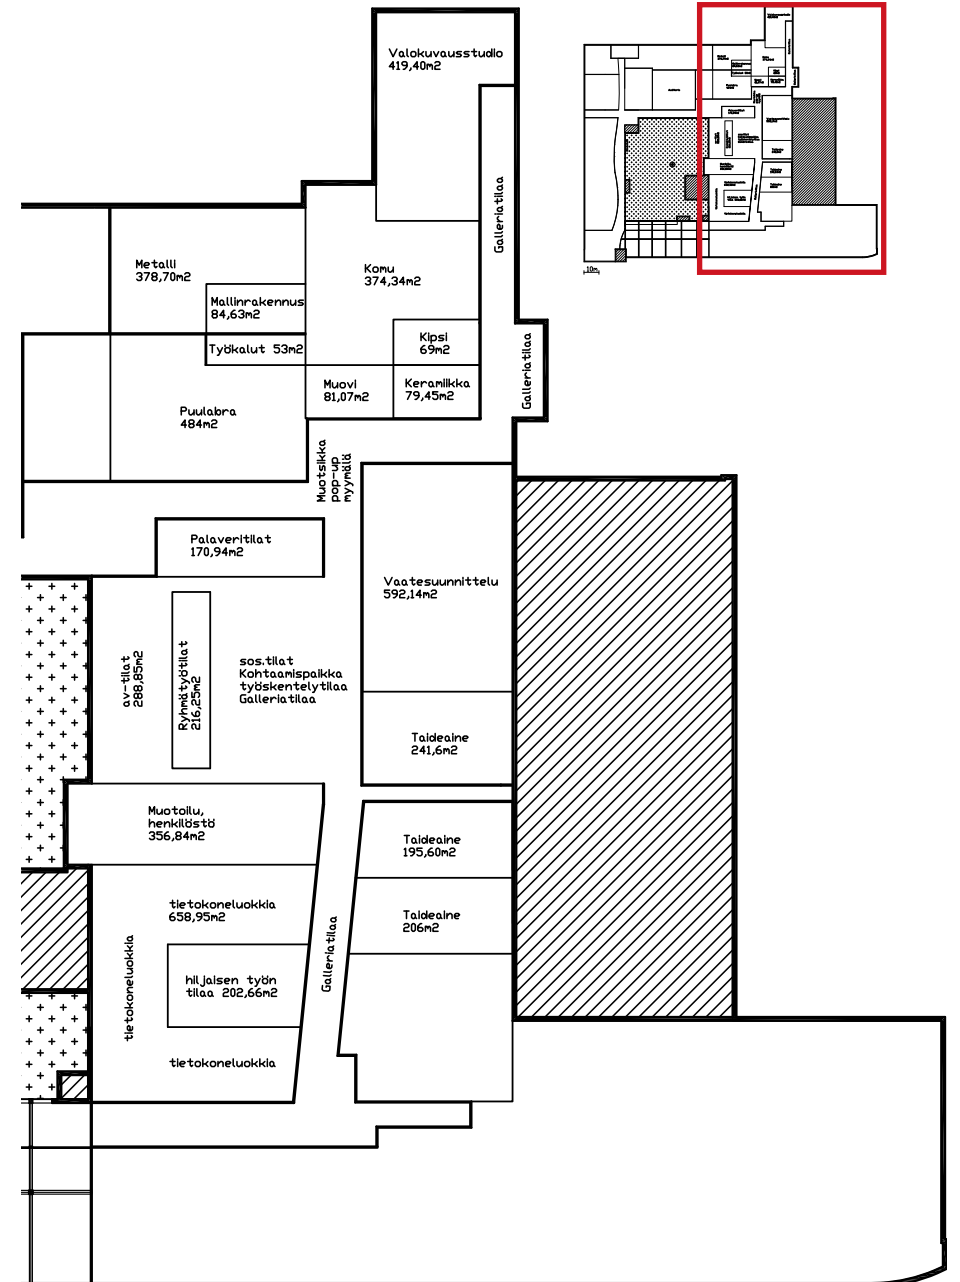 Valokuvausstudio
419,40m2
Galleriatilaa
Metalli
378,70m2
Komu
374,34m2
Mallinrakennus
84,63m2
Työkalut 53m2
Kipsi
69m2
Galleriatilaa
Muovi
81,07m2
Keramiikka
79,45m2
Puulabra
484m2
Muotsikka
pop-up
myymälä
Palaveritilat
170,94m2
Vaatesuunnittelu
592,14m2
av-tilat
288,85m2
Ryhmätyötilat
216,25m2
sos.tilat
Kohtaamispaikka
työskentelytilaa
Galleriatilaa
Taideaine
241,6m2
Muotoilu,
henkilöstö
356,84m2
Taideaine
195,60m2
tietokoneluokkia
658,95m2
Taideaine
206m2
Galleriatilaa
tietokoneluokkia
hiljaisen työn
tilaa 202,66m2
tietokoneluokkia
10m